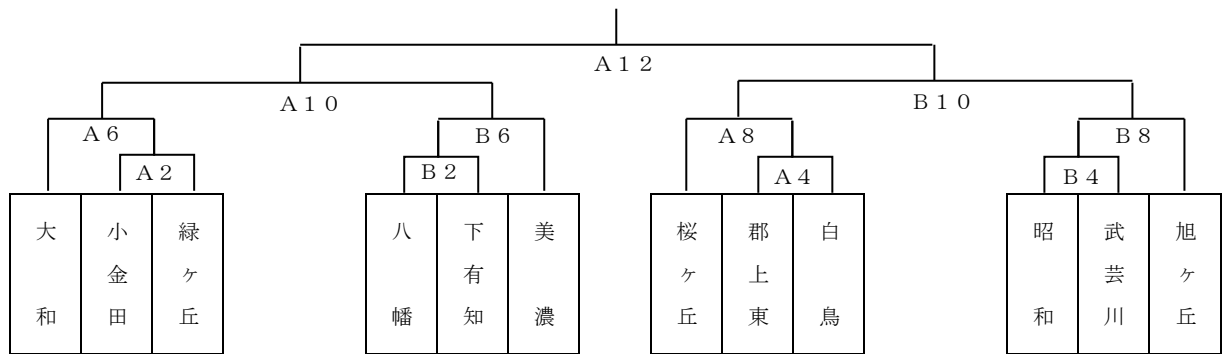 A12
A10
B10
A6
B6
A8
B8
A2
B2
A4
B4
大和
小金田
緑ヶ丘
八幡
下有知
美濃
桜ヶ丘
郡上東
白鳥
昭和
武芸川
旭ヶ丘